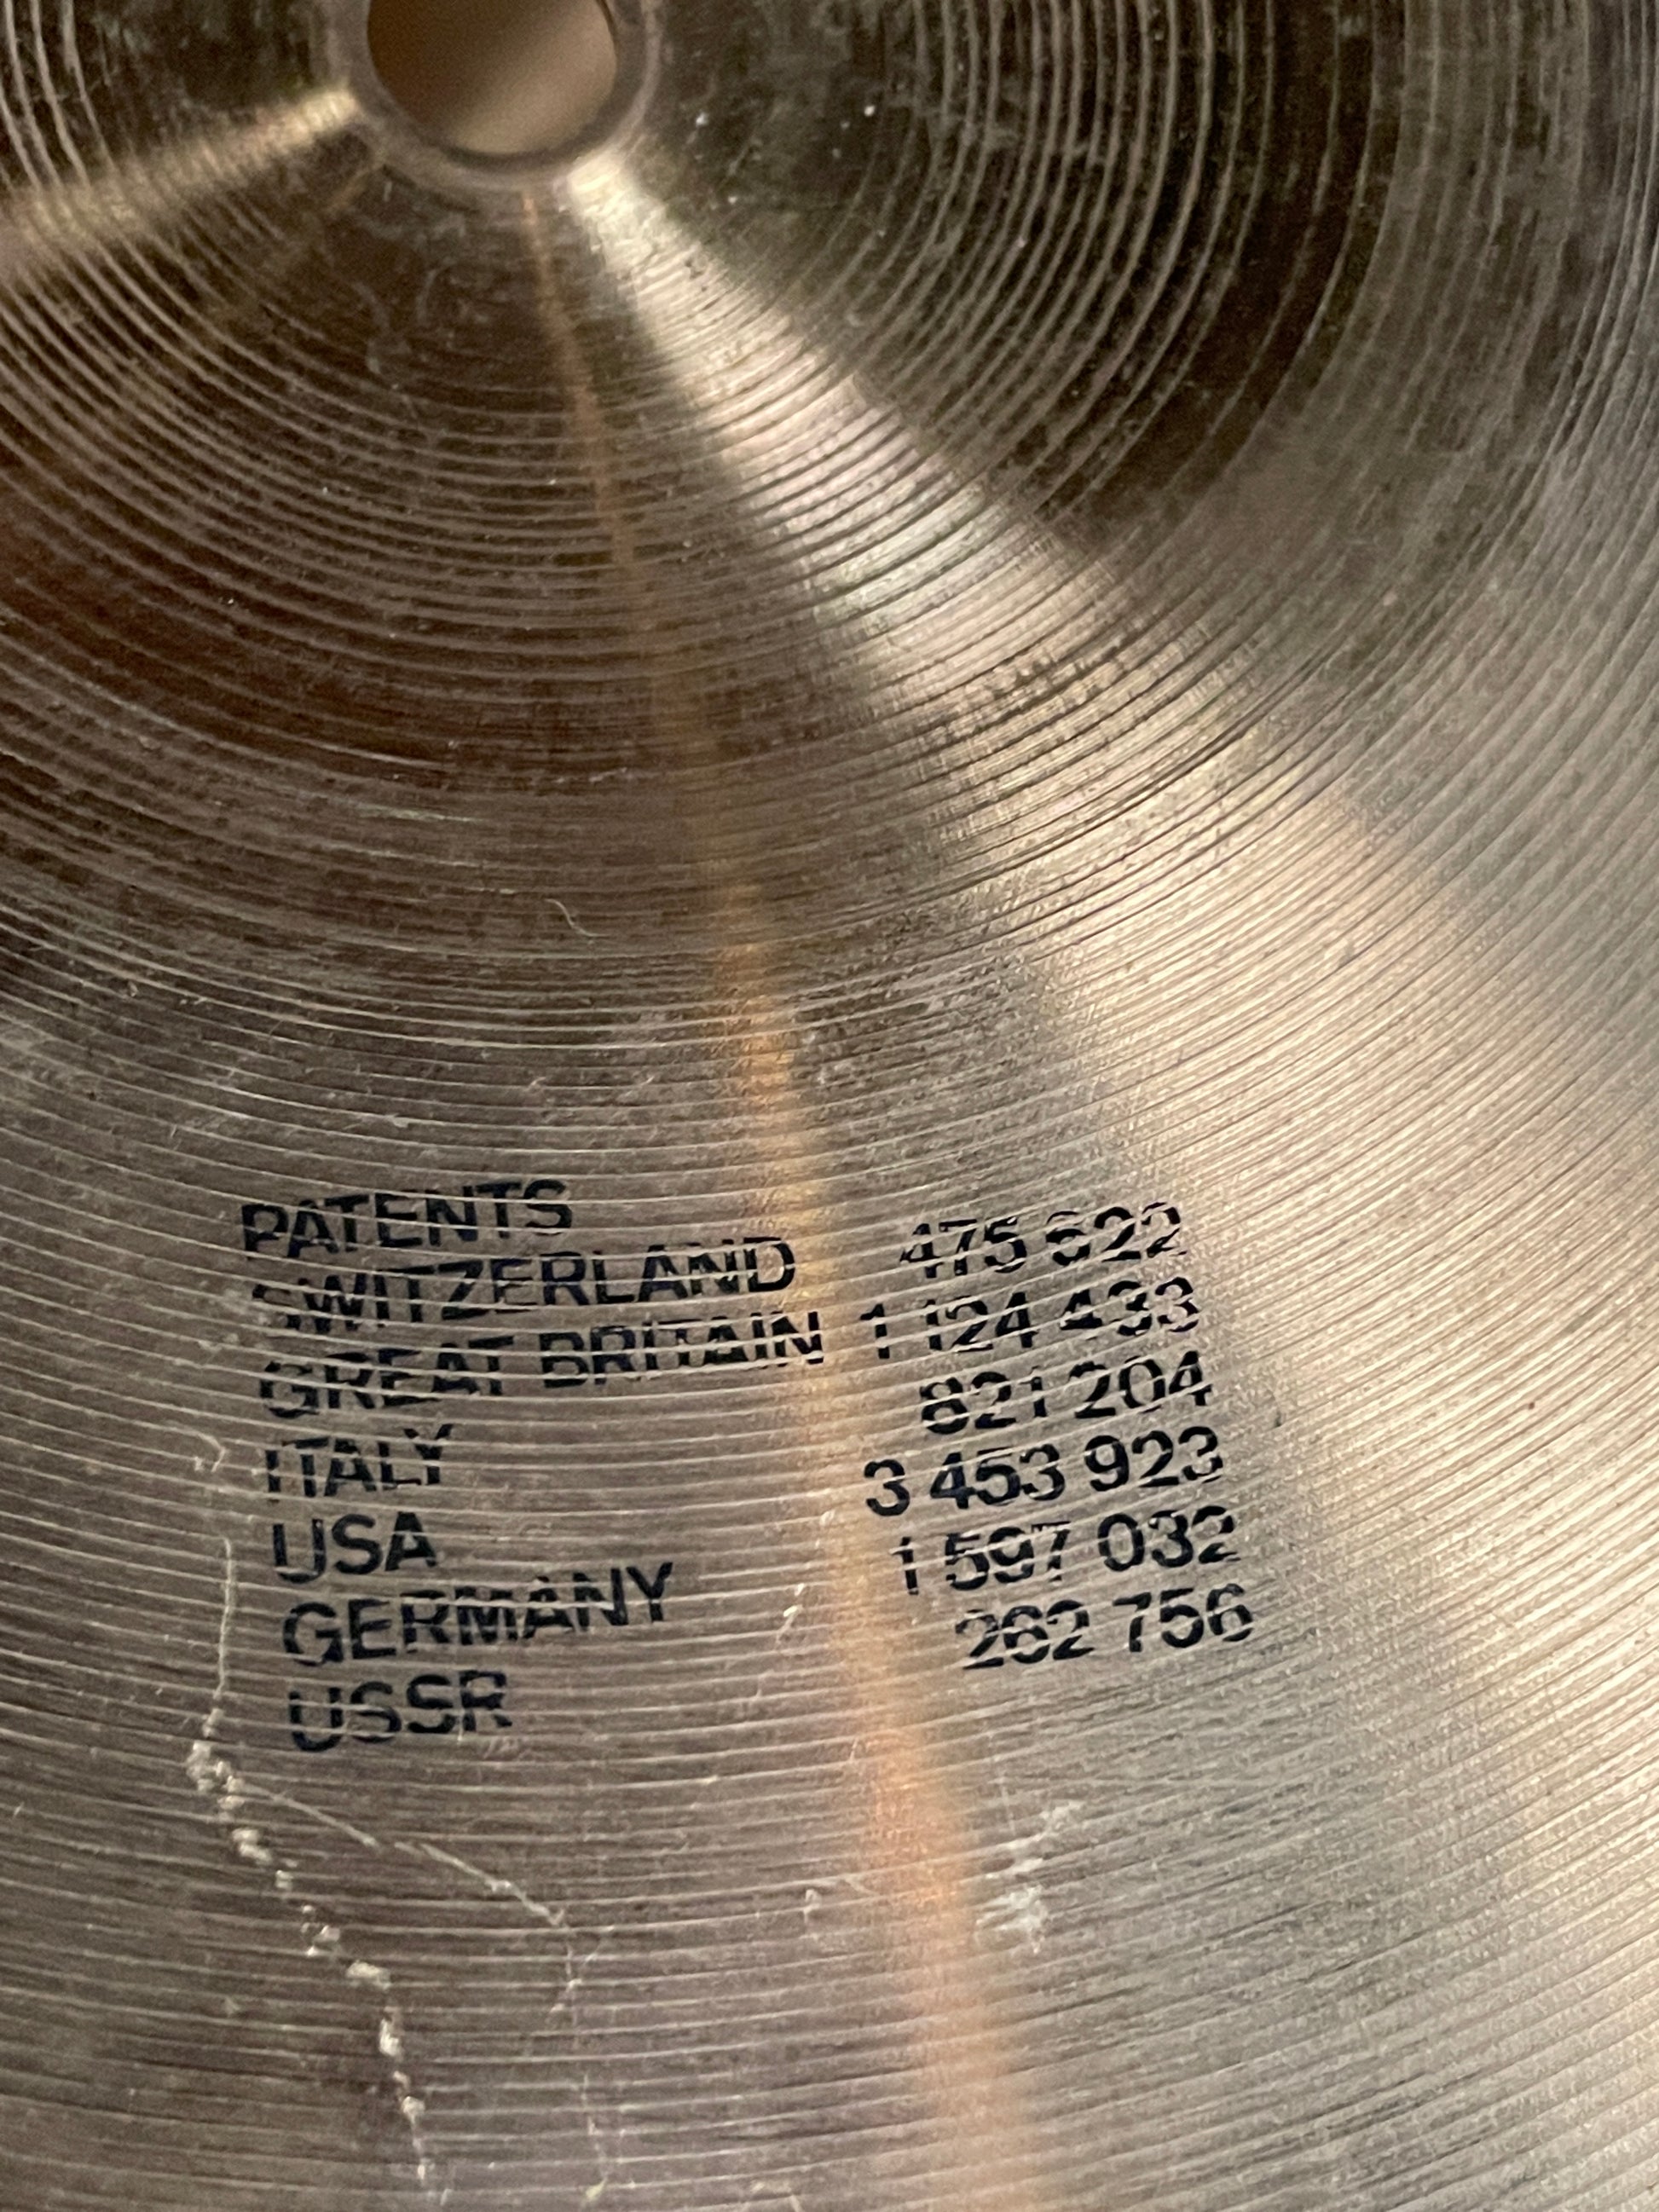 PATENTS
SWITZERLAND 475 622
GREAT BRITAIN 1 124 433
ITALY 821 204
USA 3 453 923
GERMANY 1 597 032
USSR 262 756